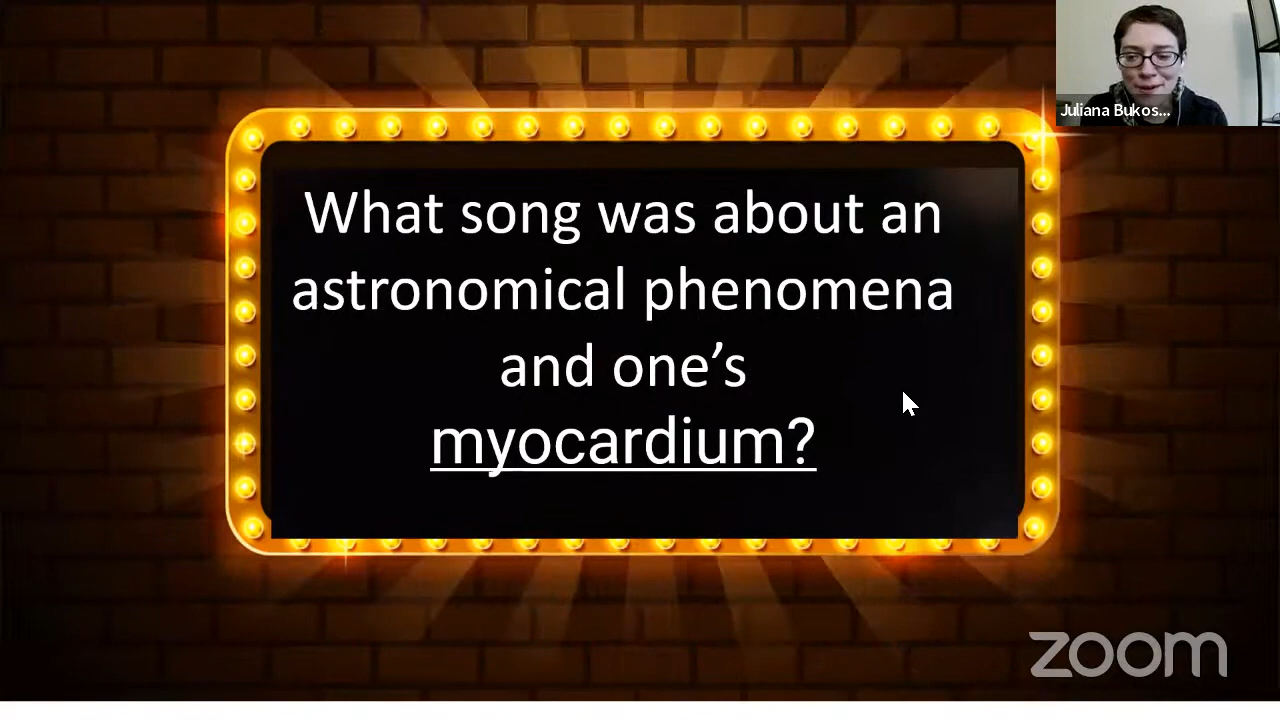 Juliana Bukos...
What song was about an
astronomical phenomena
and one’s
myocardium?
zoom